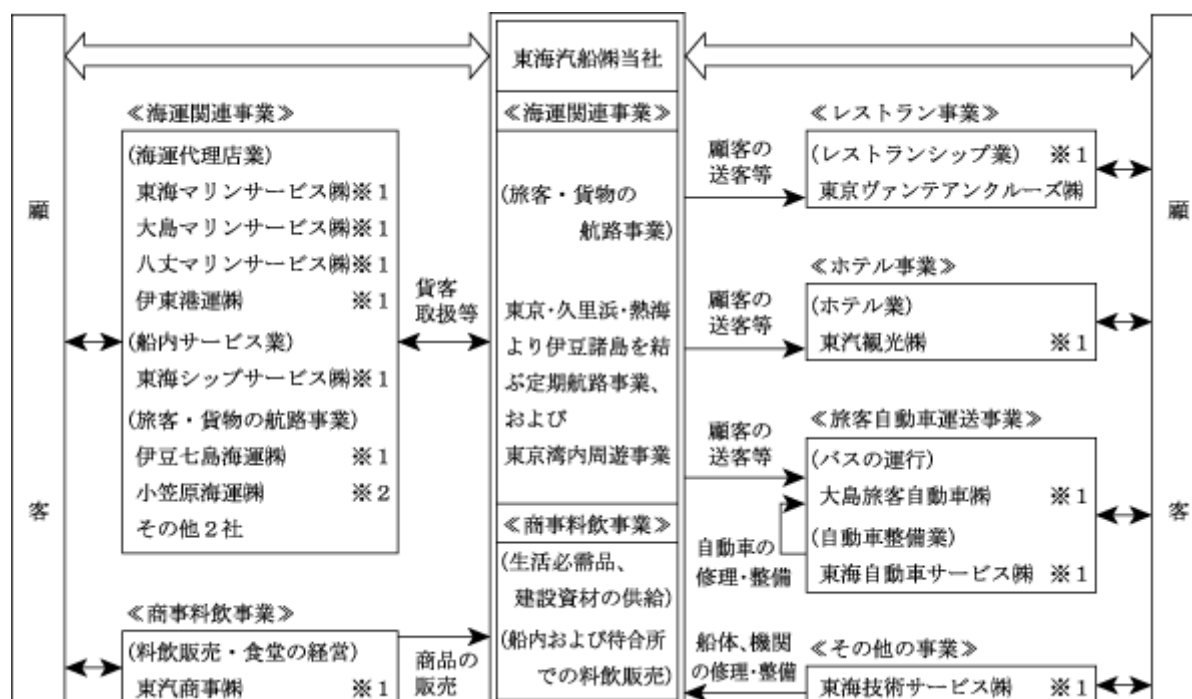 顧
客
≪海運関連事業≫
(海運代理店業)
東海マリンサービス㈱※1
大島マリンサービス㈱※1
八丈マリンサービス㈱※1
伊東港運㈱ ※1
(船内サービス業)
東海シップサービス㈱※1
(旅客・貨物の航路事業)
伊豆七島海運㈱ ※1
小笠原海運㈱ ※2
その他2社
≪商事料飲事業≫
(料飲販売・食堂の経営)
東汽商事㈱ ※1
貨客
取扱等
商品の
販売
東海汽船㈱当社
≪海運関連事業≫
(旅客・貨物の
航路事業)
東京・久里浜・熱海
より伊豆諸島を結
ぶ定期航路事業、
および
東京湾内周遊事業
≪商事料飲事業≫
(生活必需品、
建設資材の供給)
(船内および待合所
での料飲販売)
顧客の
送客等
顧客の
送客等
顧客の
送客等
自動車の
修理・整備
船体、機関
の修理・整備
≪レストラン事業≫
(レストランシップ業) ※1
東京ヴァンテアンクルーズ㈱
≪ホテル事業≫
(ホテル業)
東汽観光㈱ ※1
≪旅客自動車運送事業≫
(バスの運行)
大島旅客自動車㈱ ※1
(自動車整備業)
東海自動車サービス㈱ ※1
≪その他の事業≫
東海技術サービス㈱ ※1
顧
客